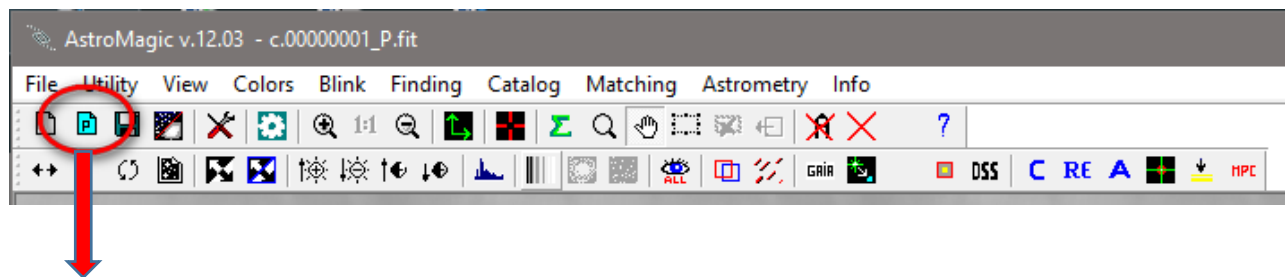 AstroMagic v.12.03 - c.00000001_P.fit
File Utility View Colors Blink Finding Catalog Matching Astrometry Info
P 1:1 Σ A ?
ALL GAIA DSS C RE A MPC